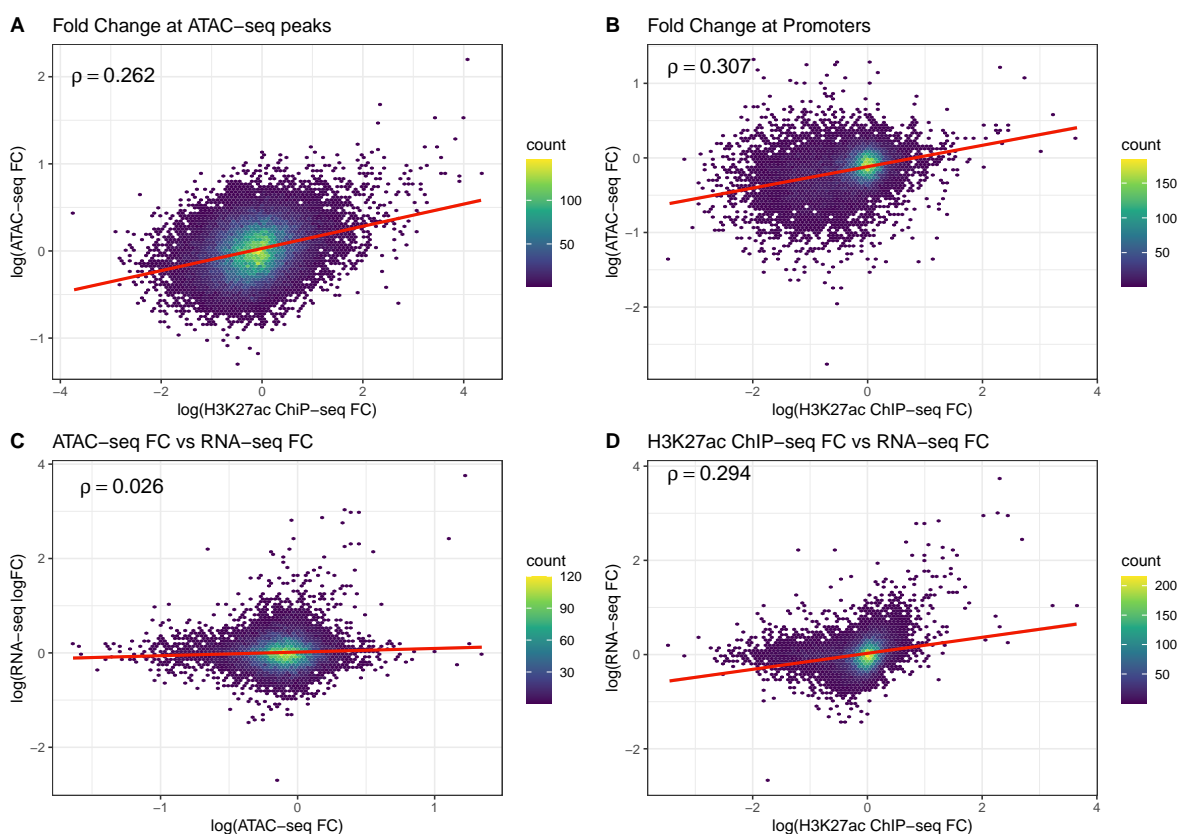 A Fold Change at ATAC−seq peaks
ρ = 0.262
log(ATAC−seq FC)
2
1
0
−1
−4
−2
0
2
4
log(H3K27ac ChiP−seq FC)
count
100
50
B Fold Change at Promoters
ρ = 0.307
log(ATAC−seq FC)
1
0
−1
−2
−2
0
2
4
log(H3K27ac ChIP−seq FC)
count
150
100
50
C ATAC−seq FC vs RNA−seq FC
ρ = 0.026
log(RNA−seq logFC)
4
2
0
−2
−1
0
1
log(ATAC−seq FC)
count
120
90
60
30
D H3K27ac ChIP−seq FC vs RNA−seq FC
ρ = 0.294
log(RNA−seq FC)
4
2
0
−2
−2
0
2
4
log(H3K27ac ChIP−seq FC)
count
200
150
100
50